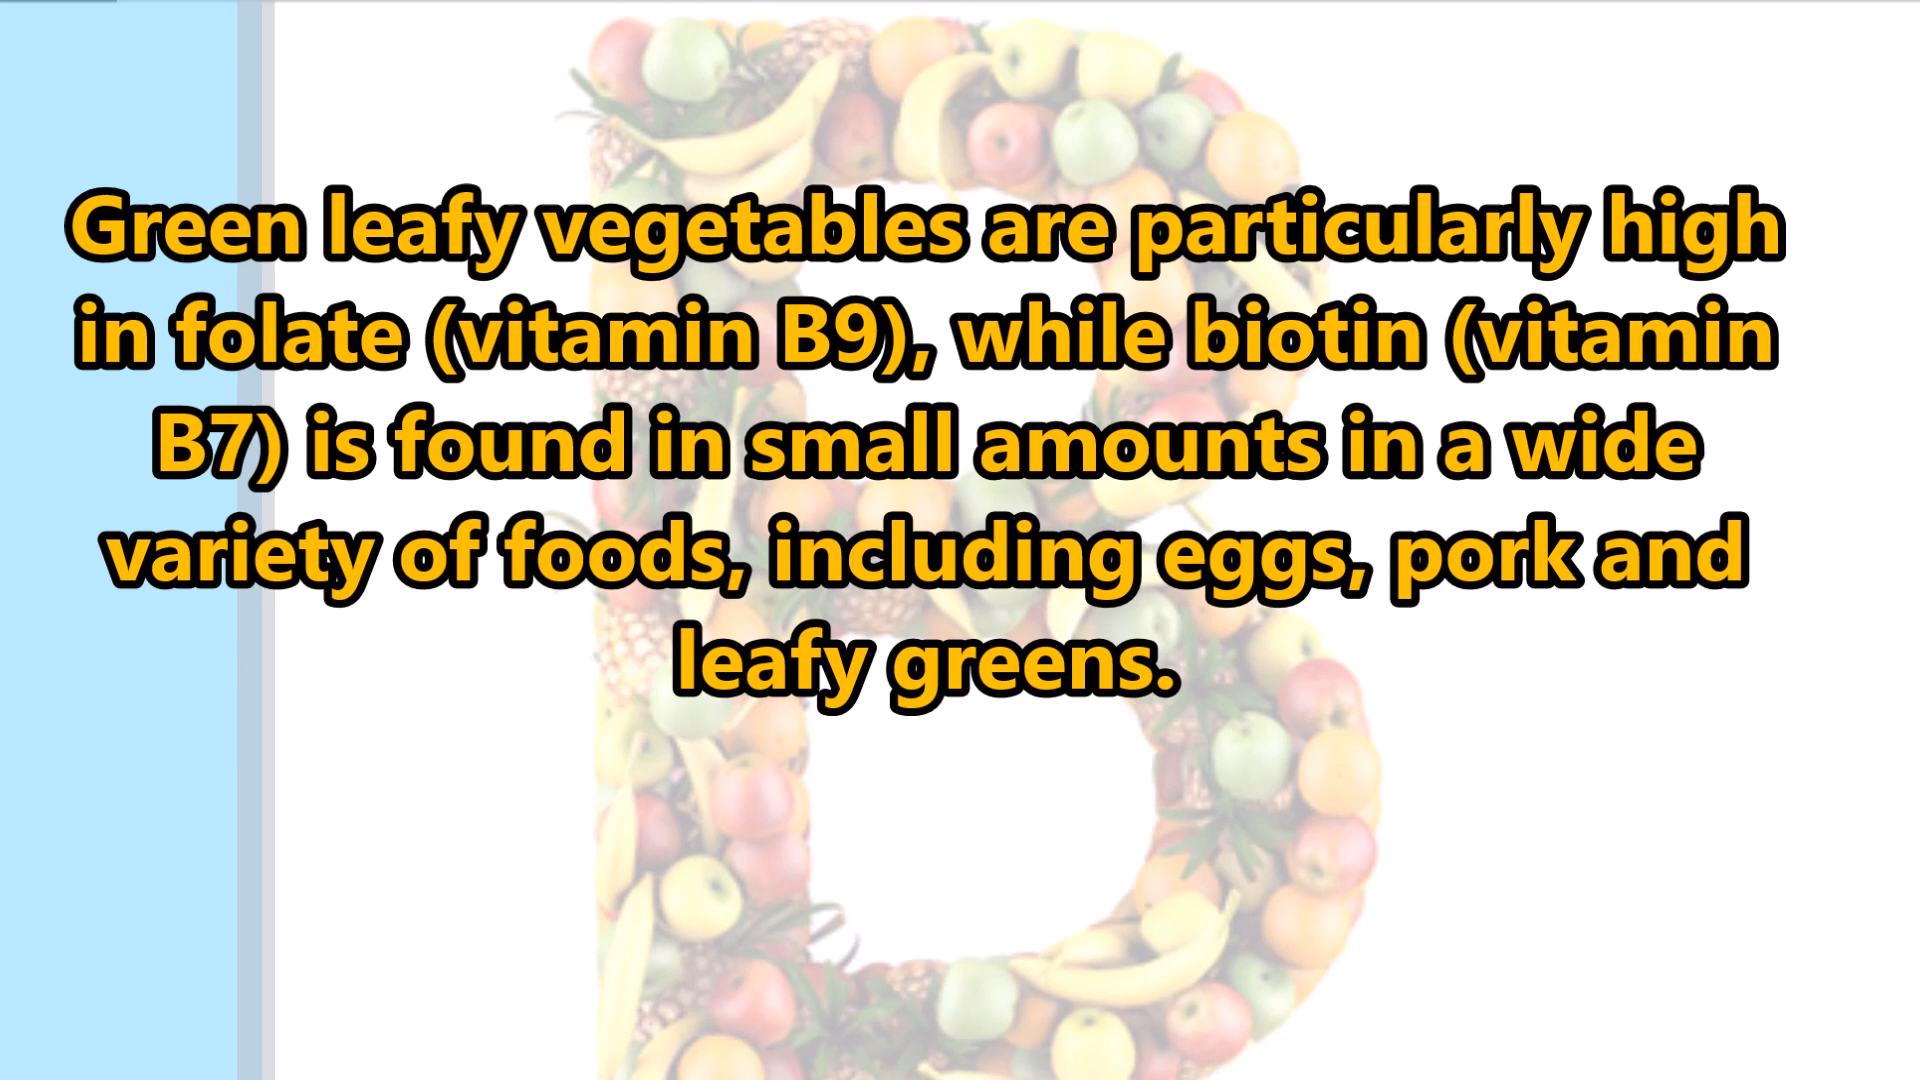 Green leafy vegetables are particularly high
in folate (vitamin B9), while biotin (vitamin
B7) is found in small amounts in a wide
variety of foods, including eggs, pork and
leafy greens.